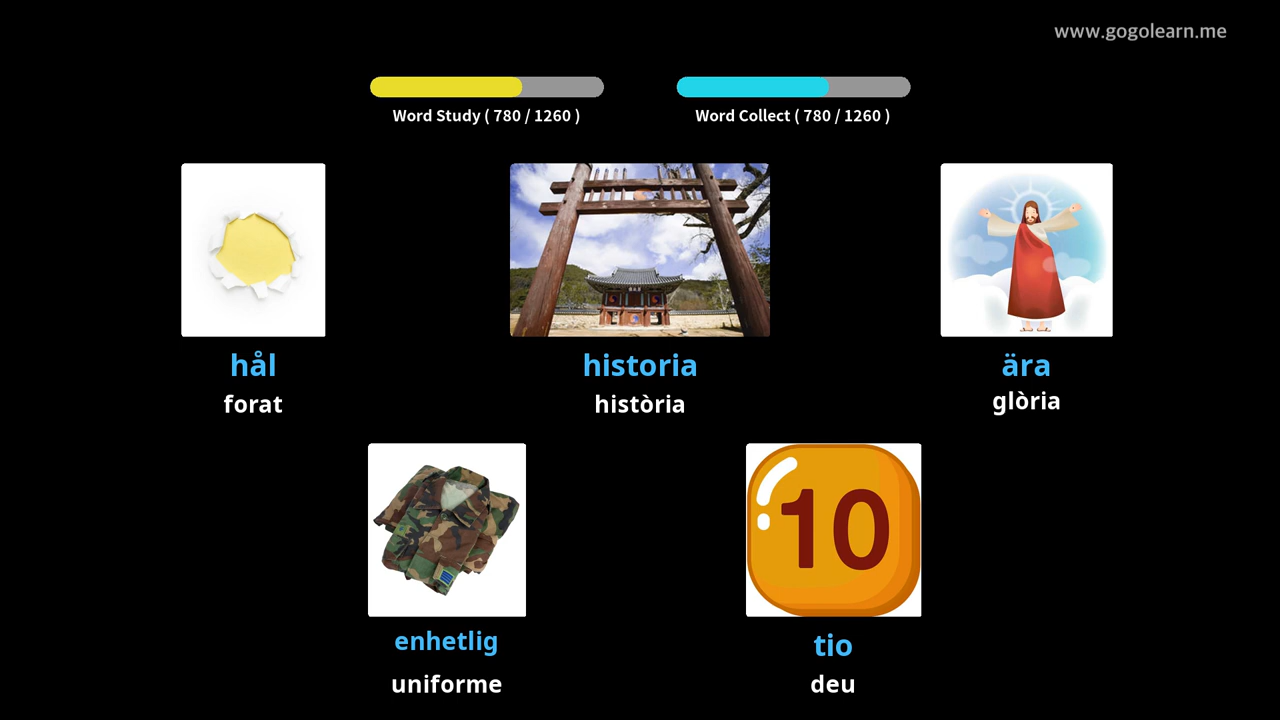 www.gogolearn.me
Word Study ( 780 / 1260 )
Word Collect ( 780 / 1260 )
hål
historia
ära
forat
història
glòria
10
enhetlig
tio
uniforme
deu